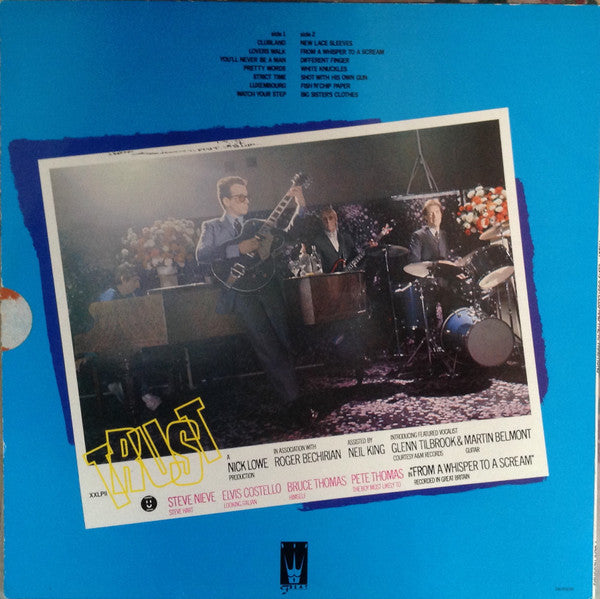 side 1
CLUBLAND
LOVERS WALK
YOU'LL NEVER BE A MAN
PRETTY WORDS
STRICT TIME
LUXEMBOURG
WATCH YOUR STEP
side 2
NEW LACE SLEEVES
FROM A WHISPER TO A SCREAM
DIFFERENT FINGER
WHITE KNUCKLES
SHOT WITH HIS OWN GUN
FISH'N'CHIP PAPER
BIG SISTER'S CLOTHES
TRUST
XXLP11
A
NICK LOWE
PRODUCTION
IN ASSOCIATION WITH
ROGER BECHIRIAN
ASSISTED BY
NEIL KING
INTRODUCING FEATURED VOCALIST
GLENN TILBROOK & MARTIN BELMONT
COURTESY A&M RECORDS
GUITAR
STEVE NIEVE
STEVE HART
ELVIS COSTELLO
LOOKING ITALIAN
BRUCE THOMAS
HIMSELF
PETE THOMAS
THE BOY MOST LIKELY TO
IN "FROM A WHISPER TO A SCREAM"
RECORDED IN GREAT BRITAIN